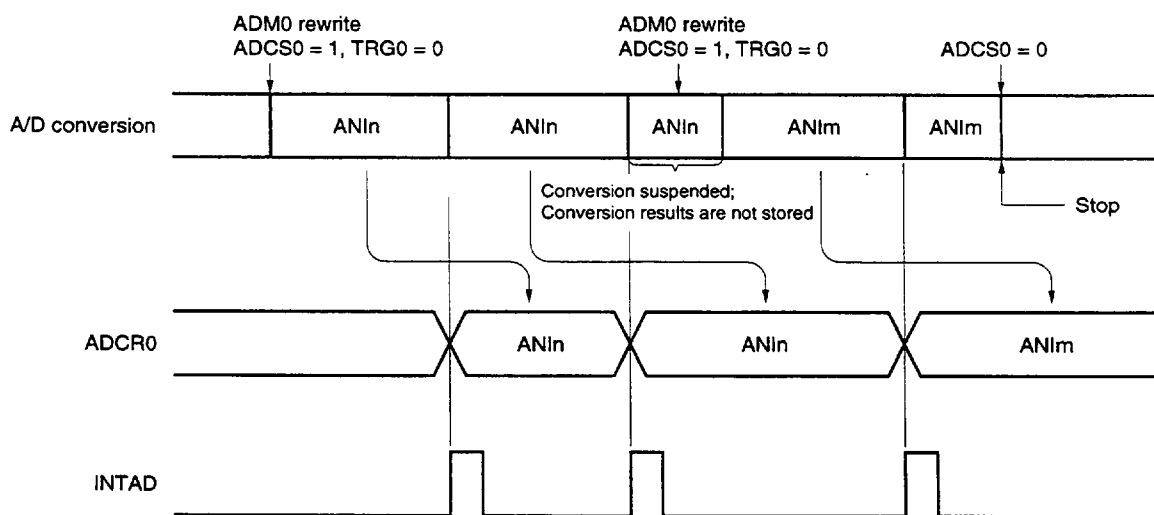 ADM0 rewrite
ADCS0 = 1, TRG0 = 0
ADM0 rewrite
ADCS0 = 1, TRG0 = 0
ADCS0 = 0
A/D conversion
ANIn
ANIn
ANIn
ANIm
ANIm
Conversion suspended;
Conversion results are not stored
Stop
ADCR0
ANIn
ANIn
ANIm
INTAD